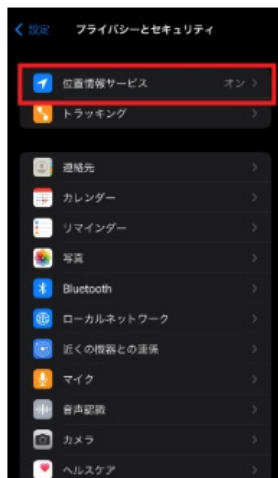 設定 プライバシーとセキュリティ
位置情報サービス オン
トラッキング
連絡先
カレンダー
リマインダー
写真
Bluetooth
ローカルネットワーク
近くの機器との連係
マイク
音声認識
カメラ
ヘルスケア